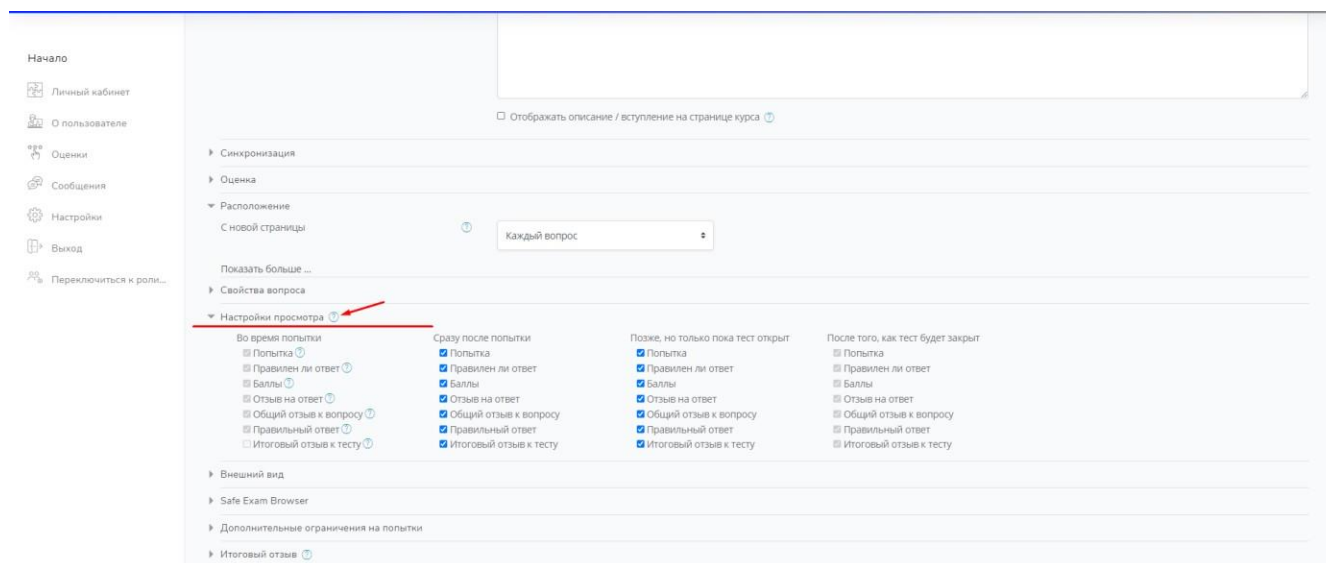 Начало
Личный кабинет
О пользователе
Оценки
Сообщения
Настройки
Выход
Переключиться к роли...
Отображать описание / вступление на странице курса
Синхронизация
Оценка
Расположение
С новой страницы
Каждый вопрос
Показать больше ...
Свойства вопроса
Настройки просмотра
Во время попытки
Попытка
Правилен ли ответ
Баллы
Отзыв на ответ
Общий отзыв к вопросу
Правильный ответ
Итоговый отзыв к тесту
Сразу после попытки
Попытка
Правилен ли ответ
Баллы
Отзыв на ответ
Общий отзыв к вопросу
Правильный ответ
Итоговый отзыв к тесту
Позже, но только пока тест открыт
Попытка
Правилен ли ответ
Баллы
Отзыв на ответ
Общий отзыв к вопросу
Правильный ответ
Итоговый отзыв к тесту
После того, как тест будет закрыт
Попытка
Правилен ли ответ
Баллы
Отзыв на ответ
Общий отзыв к вопросу
Правильный ответ
Итоговый отзыв к тесту
Внешний вид
Safe Exam Browser
Дополнительные ограничения на попытки
Итоговый отзыв